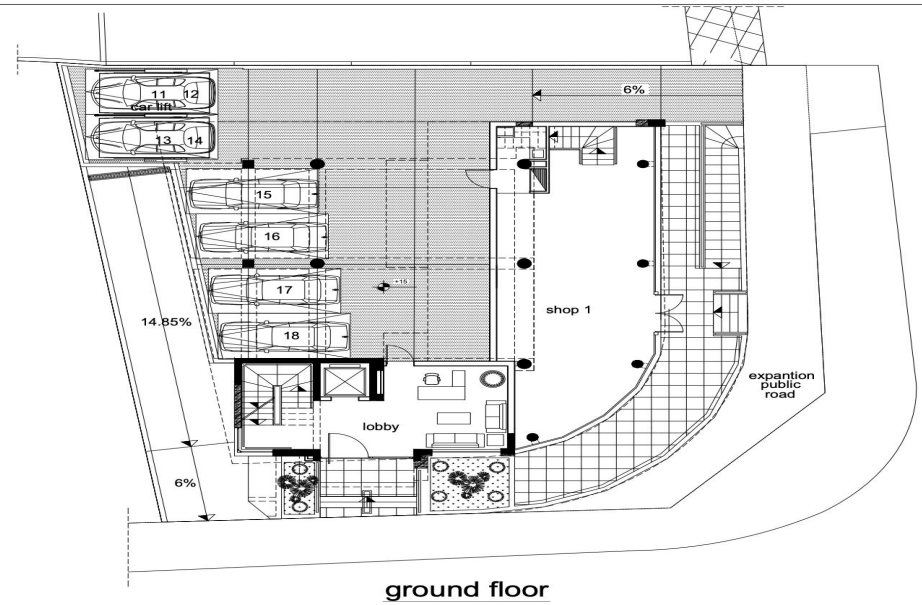 6%
11 12
car lift
13 14
15
16
17
18
+15
14.85%
6%
shop 1
lobby
expantion
public
road
ground floor